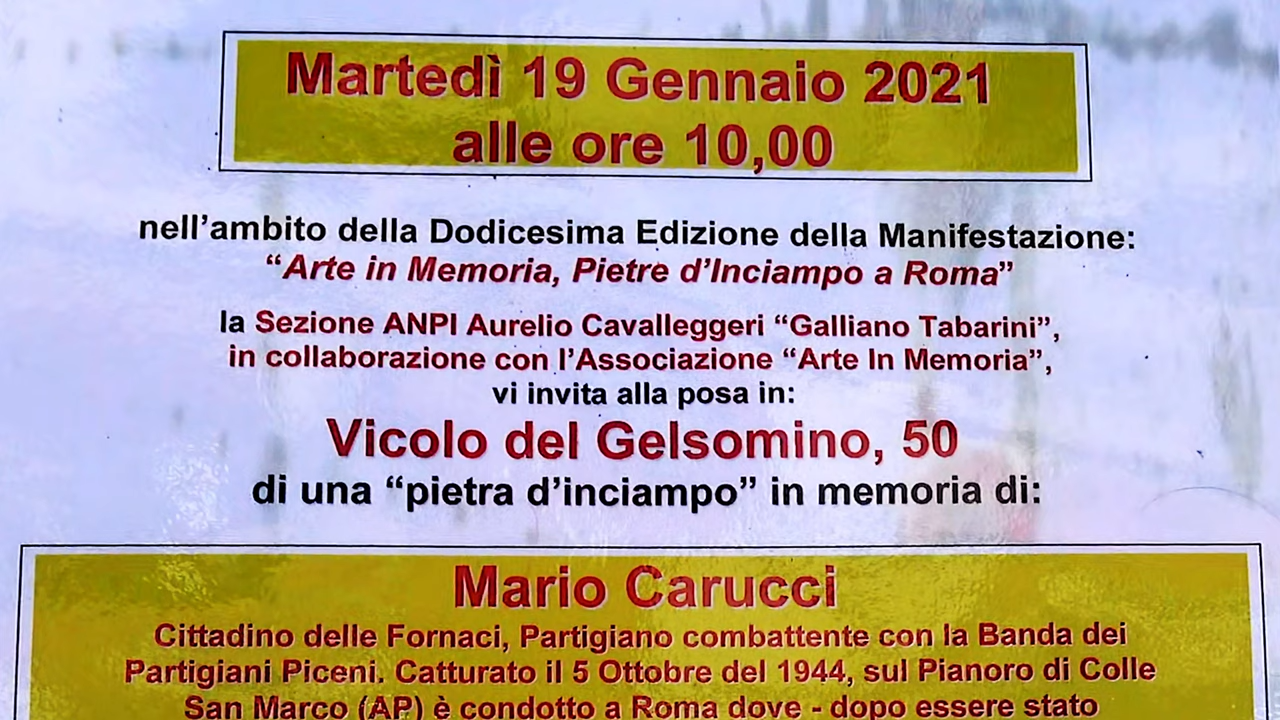 Martedì 19 Gennaio 2021
alle ore 10,00
nell'ambito della Dodicesima Edizione della Manifestazione:
“Arte in Memoria, Pietre d'Inciampo a Roma”
la Sezione ANPI Aurelio Cavalleggeri “Galliano Tabarini”,
in collaborazione con l'Associazione “Arte In Memoria”,
vi invita alla posa in:
Vicolo del Gelsomino, 50
di una “pietra d'inciampo” in memoria di:
Mario Carucci
Cittadino delle Fornaci, Partigiano combattente con la Banda dei
Partigiani Piceni. Catturato il 5 Ottobre del 1944, sul Pianoro di Colle
San Marco (AP) è condotto a Roma dove - dopo essere stato